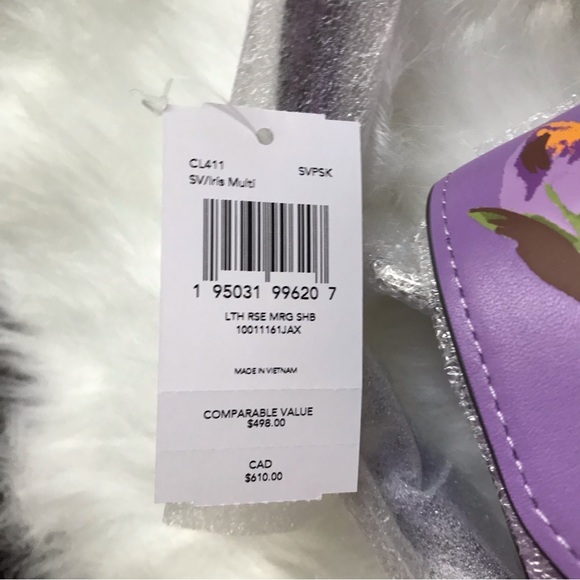 CL411 SVPSK
SV/Iris Multi
1 95031 99620 7
LTH RSE MRG SHB
10011161JAX
MADE IN VIETNAM
COMPARABLE VALUE
$498.00
CAD
$610.00